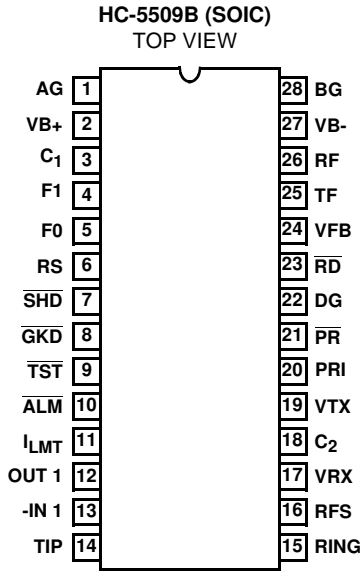 HC-5509B (SOIC)
TOP VIEW
AG 1 28 BG
VB+ 2 27 VB-
C1 3 26 RF
F1 4 25 TF
F0 5 24 VFB
RS 6 23 RD
SHD 7 22 DG
GKD 8 21 PR
TST 9 20 PRI
ALM 10 19 VTX
ILMT 11 18 C2
OUT 1 12 17 VRX
-IN 1 13 16 RFS
TIP 14 15 RING